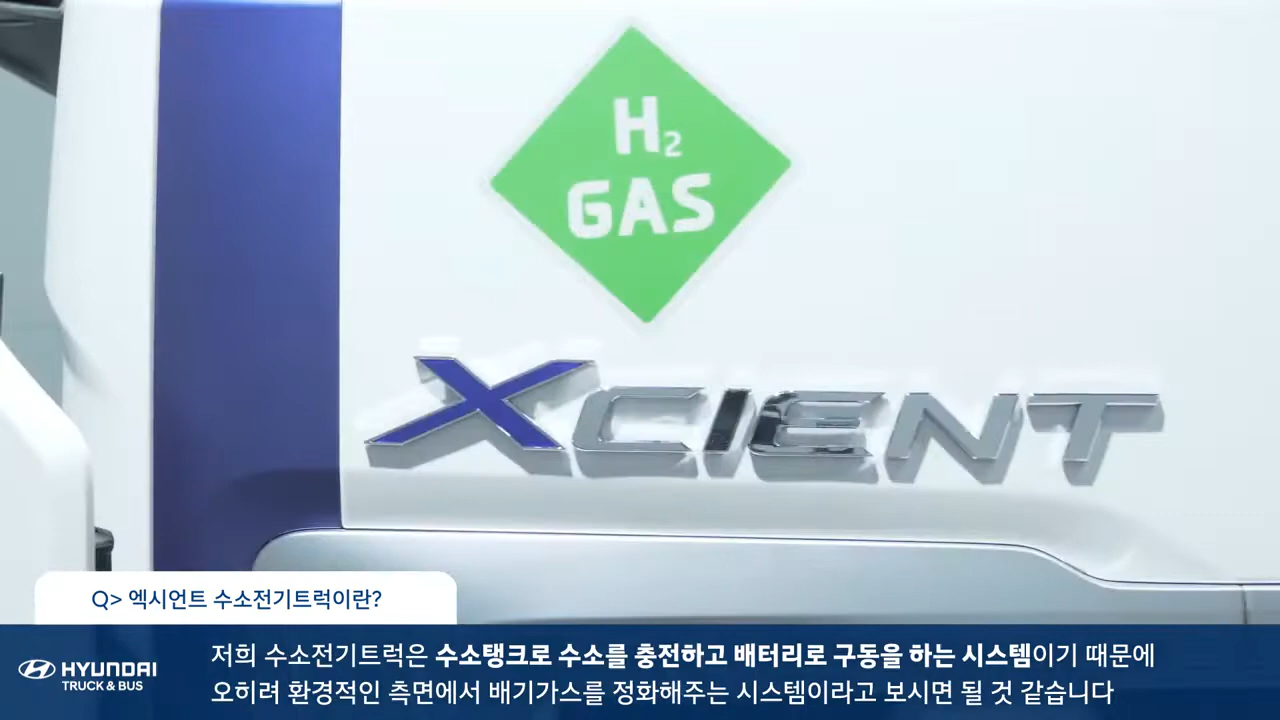 H2
GAS
XCIENT
Q> 엑시언트 수소전기트럭이란?
HYUNDAI
TRUCK & BUS
저희 수소전기트럭은 수소탱크로 수소를 충전하고 배터리로 구동을 하는 시스템이기 때문에
오히려 환경적인 측면에서 배기가스를 정화해주는 시스템이라고 보시면 될 것 같습니다